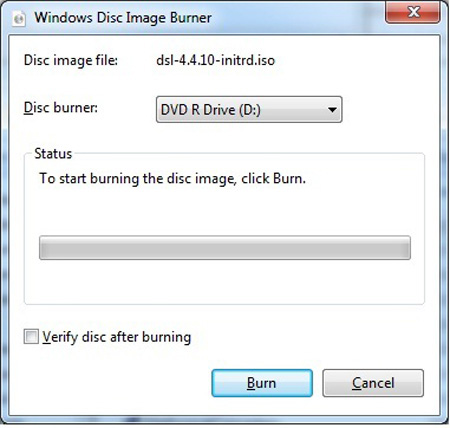 Windows Disc Image Burner
Disc image file: dsl-4.4.10-initrd.iso
Disc burner: DVD R Drive (D:)
Status
To start burning the disc image, click Burn.
Verify disc after burning
Burn Cancel